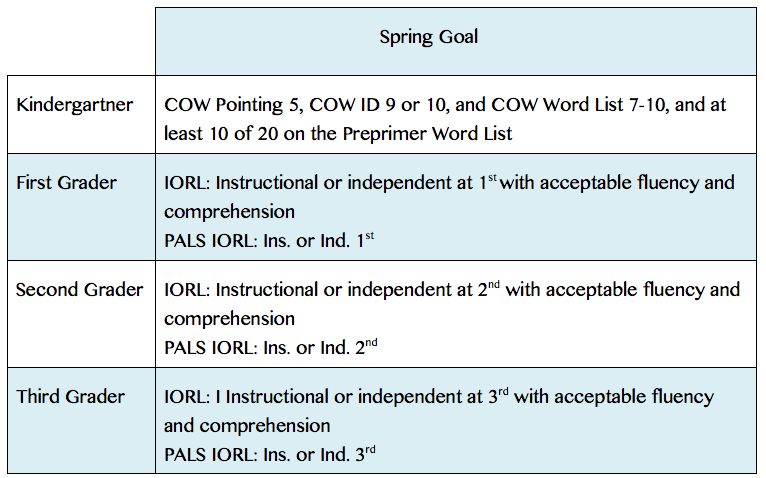 Spring Goal
Kindergartner
COW Pointing 5, COW ID 9 or 10, and COW Word List 7-10, and at
least 10 of 20 on the Preprimer Word List
First Grader
IORL: Instructional or independent at 1st with acceptable fluency and
comprehension
PALS IORL: Ins. or Ind. 1st
Second Grader
IORL: Instructional or independent at 2nd with acceptable fluency and
comprehension
PALS IORL: Ins. or Ind. 2nd
Third Grader
IORL: I Instructional or independent at 3rd with acceptable fluency
and comprehension
PALS IORL: Ins. or Ind. 3rd